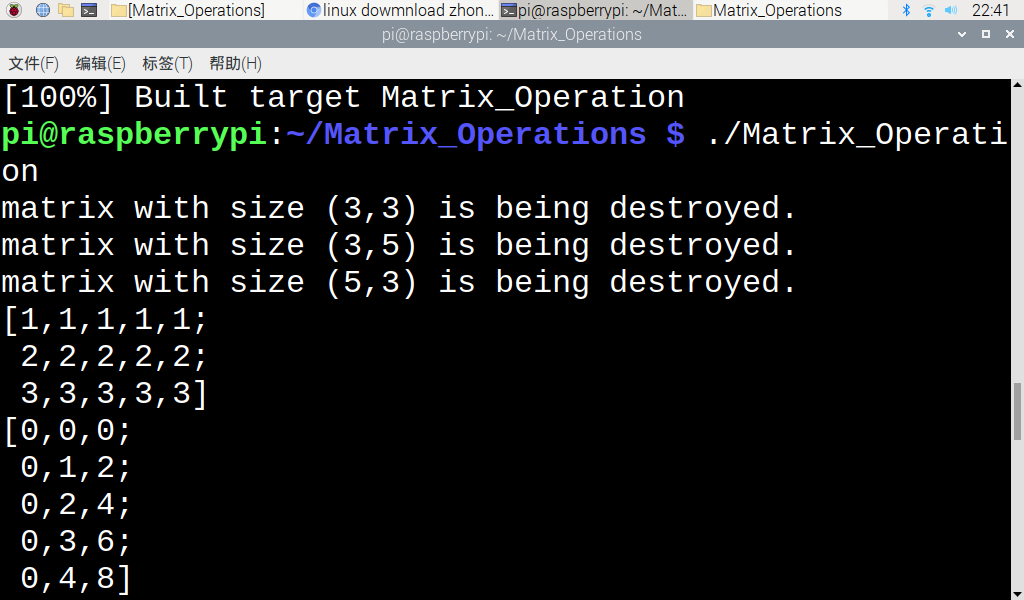 [Matrix_Operations]
linux dowmnload zhon...
pi@raspberrypi: ~/Mat...
Matrix_Operations
22:41
pi@raspberrypi: ~/Matrix_Operations
文件(F) 编辑(E) 标签(T) 帮助(H)
[100%] Built target Matrix_Operation
pi@raspberrypi:~/Matrix_Operations $ ./Matrix_Operati
on
matrix with size (3,3) is being destroyed.
matrix with size (3,5) is being destroyed.
matrix with size (5,3) is being destroyed.
[1,1,1,1,1;
 2,2,2,2,2;
 3,3,3,3,3]
[0,0,0;
 0,1,2;
 0,2,4;
 0,3,6;
 0,4,8]